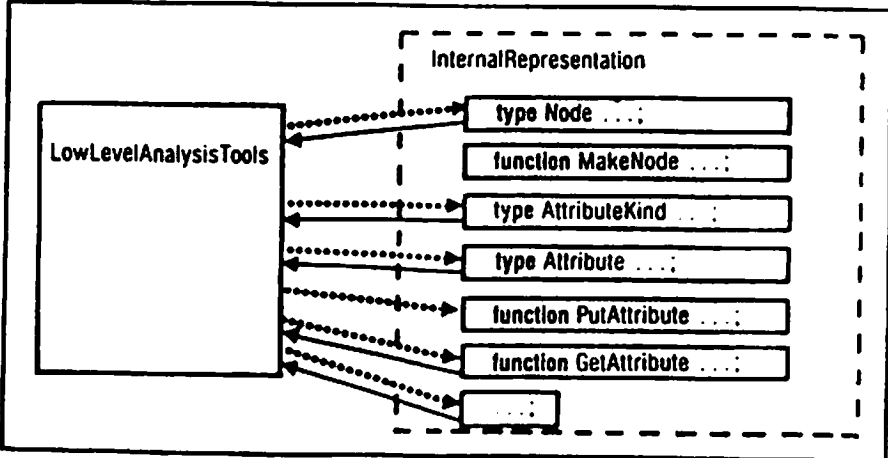 InternalRepresentation
type Node ...;
LowLevelAnalysisTools
function MakeNode ...;
type AttributeKind ...;
type Attribute ...;
function PutAttribute ...;
function GetAttribute ...;
...;